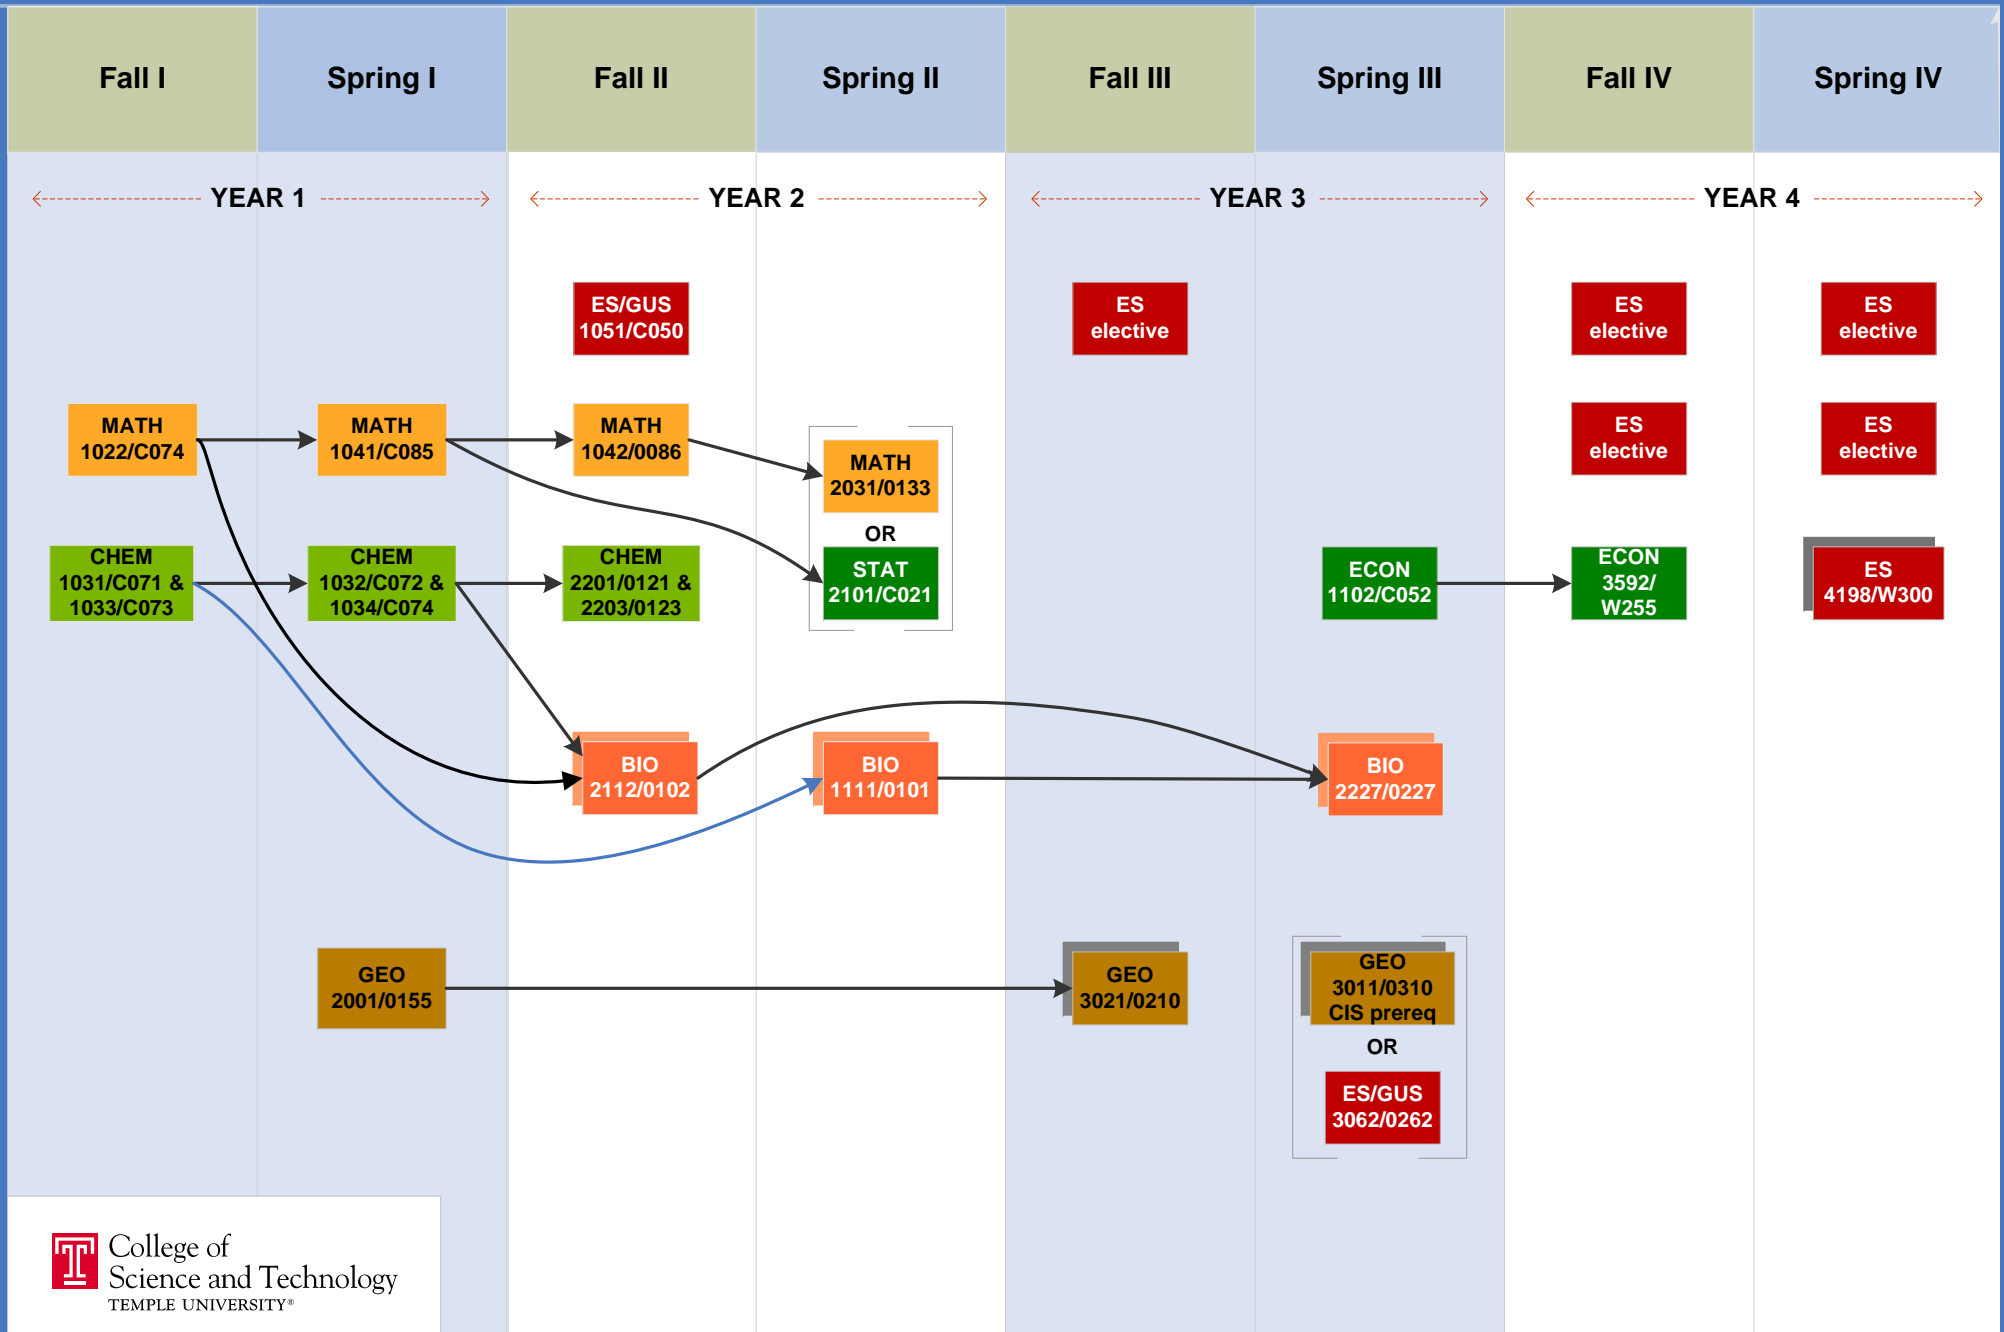 Fall I
Spring I
Fall II
Spring II
Fall III
Spring III
Fall IV
Spring IV
YEAR 1
YEAR 2
YEAR 3
YEAR 4
ES/GUS
1051/C050
ES
elective
ES
elective
ES
elective
MATH
1022/C074
MATH
1041/C085
MATH
1042/0086
MATH
2031/0133
OR
STAT
2101/C021
ES
elective
ES
elective
CHEM
1031/C071 &
1033/C073
CHEM
1032/C072 &
1034/C074
CHEM
2201/0121 &
2203/0123
ECON
1102/C052
ECON
3592/
W255
ES
4198/W300
BIO
2112/0102
BIO
1111/0101
BIO
2227/0227
GEO
2001/0155
GEO
3021/0210
GEO
3011/0310
CIS prereq
OR
ES/GUS
3062/0262
T
College of
Science and Technology
TEMPLE UNIVERSITY®